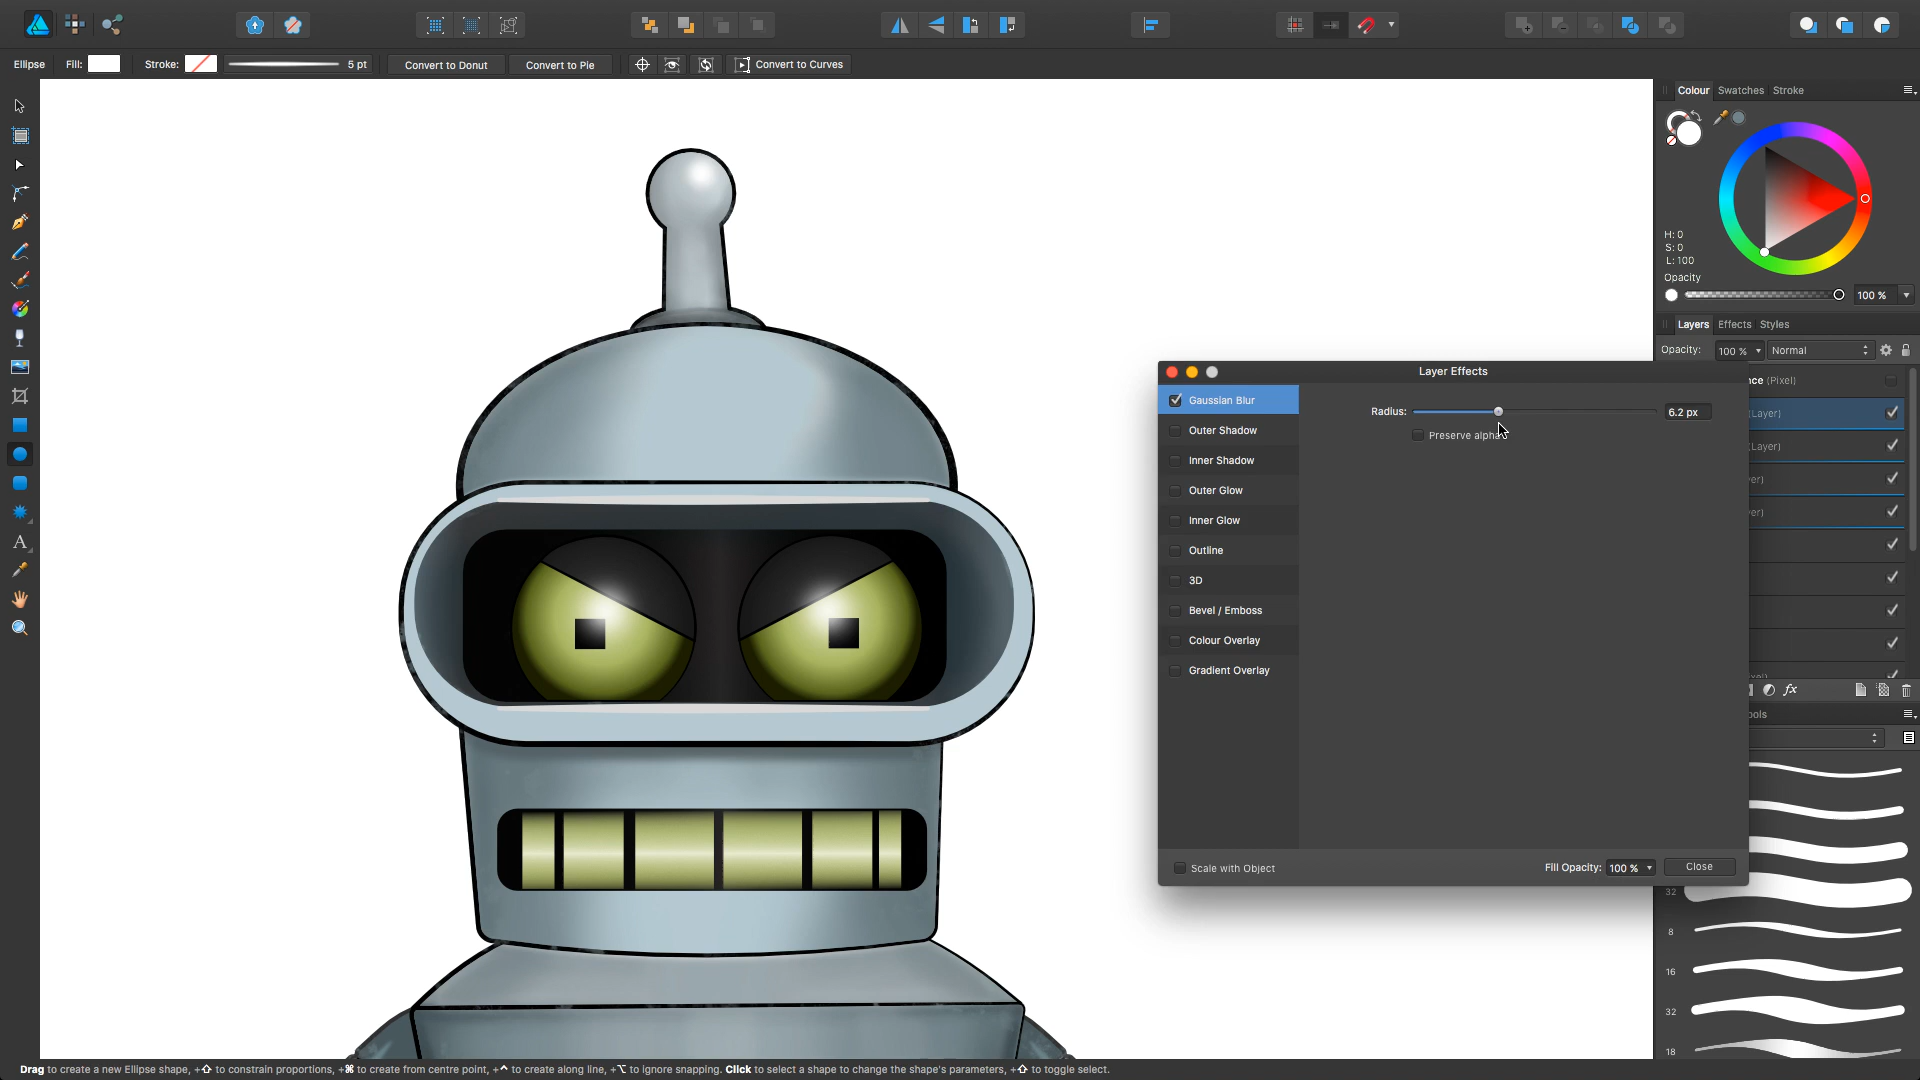 Ellipse Fill: Stroke: 5 pt Convert to Donut Convert to Pie Convert to Curves
Colour Swatches Stroke
H: 0
S: 0
L: 100
Opacity
100 %
Layers Effects Styles
Opacity: 100 % Normal
Layer Effects
(Pixel)
Gaussian Blur
Radius: 6.2 px
(Layer)
Outer Shadow
Preserve alpha
(Layer)
Inner Shadow
Outer Glow
Inner Glow
Outline
3D
Bevel / Emboss
Colour Overlay
Gradient Overlay
fx
Scale with Object
Fill Opacity: 100 % Close
32
8
16
32
18
Drag to create a new Ellipse shape, +⇧ to constrain proportions, +⌘ to create from centre point, +^ to create along line, +⌥ to ignore snapping. Click to select a shape to change the shape's parameters, +⇧ to toggle select.